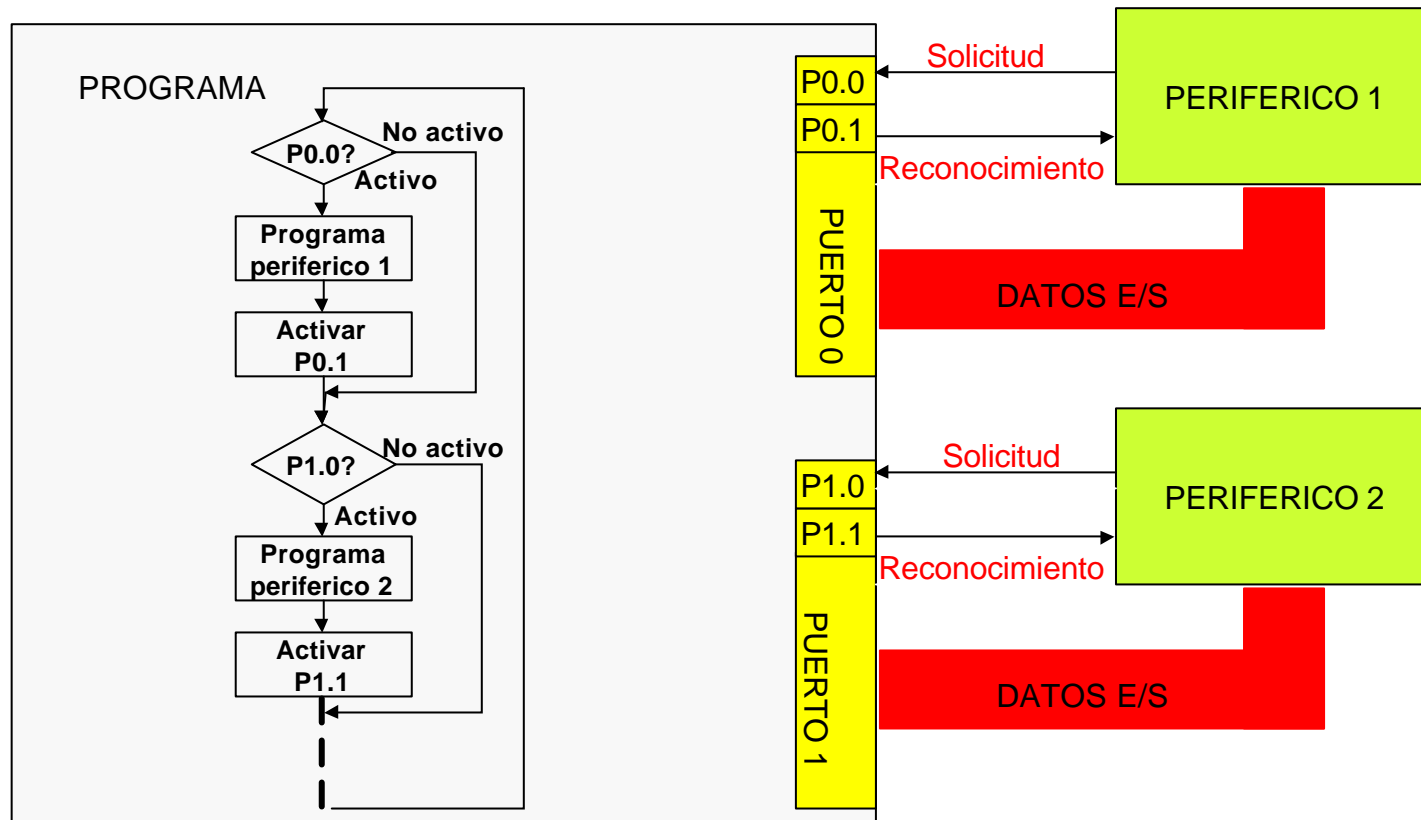 PROGRAMA
P0.0?
No activo
Activo
Programa
periferico 1
Activar
P0.1
P1.0?
No activo
Activo
Programa
periferico 2
Activar
P1.1
P0.0
P0.1
PUERTO 0
Solicitud
Reconocimiento
PERIFERICO 1
DATOS E/S
P1.0
P1.1
PUERTO 1
Solicitud
Reconocimiento
PERIFERICO 2
DATOS E/S